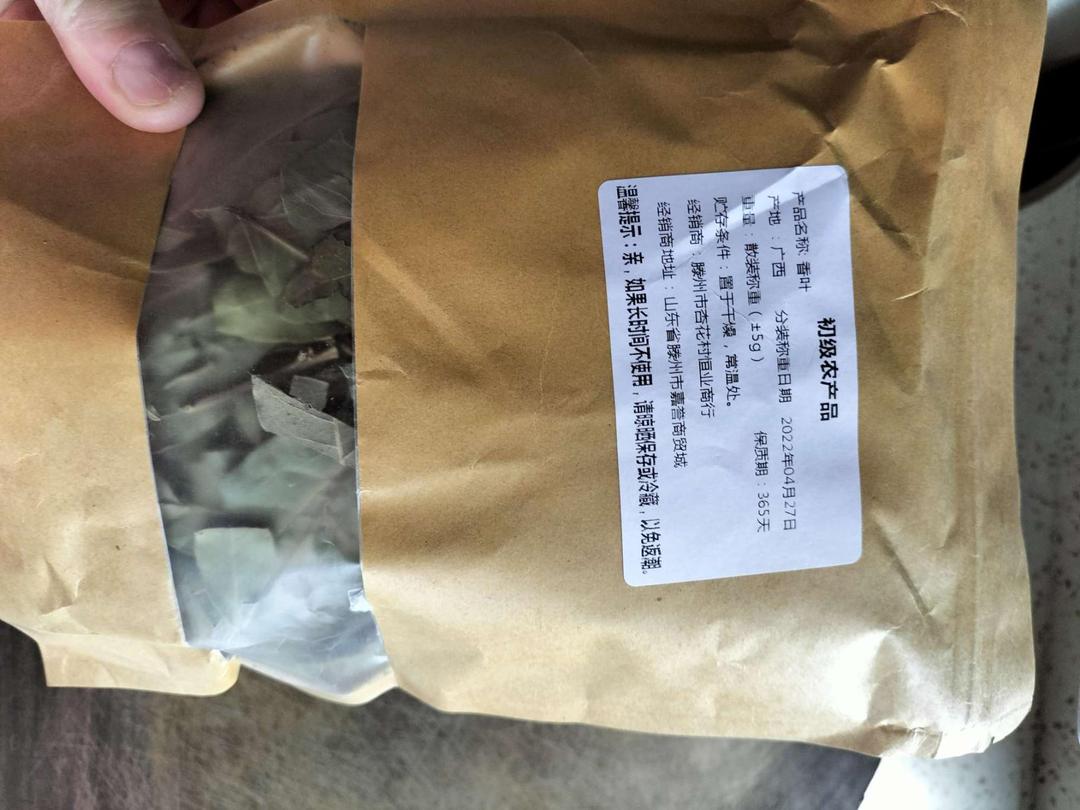 初级农产品
产品名称: 香叶
产地：广西 分装称重日期 2022年04月27日
重量：散装称重（±5g） 保质期：365天
贮存条件：置于干燥，常温处。
经销商：滕州市杏花村恒业商行
经销商地址：山东省滕州市嘉誉商贸城
温馨提示：亲，如果长时间不使用，请晾晒保存或冷藏，以免返潮。